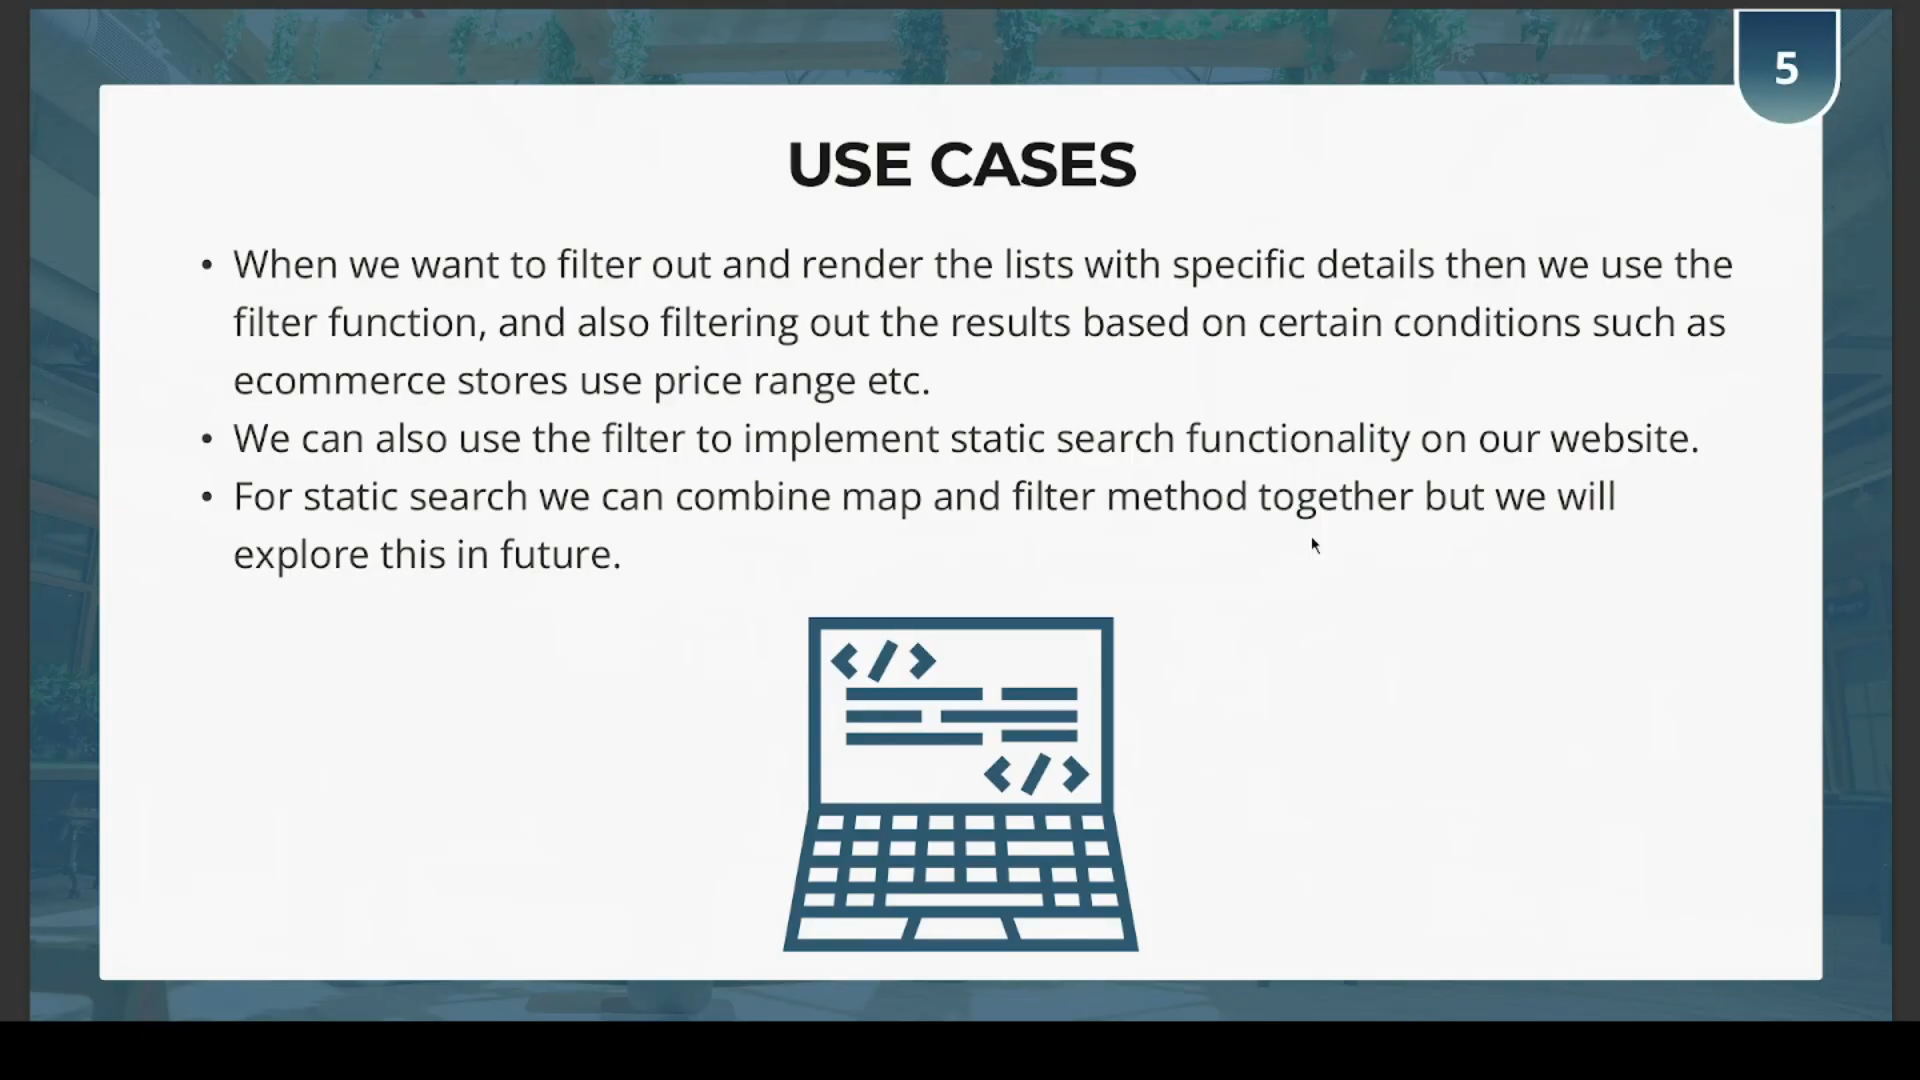 5
USE CASES
• When we want to filter out and render the lists with specific details then we use the
filter function, and also filtering out the results based on certain conditions such as
ecommerce stores use price range etc.
• We can also use the filter to implement static search functionality on our website.
• For static search we can combine map and filter method together but we will
explore this in future.